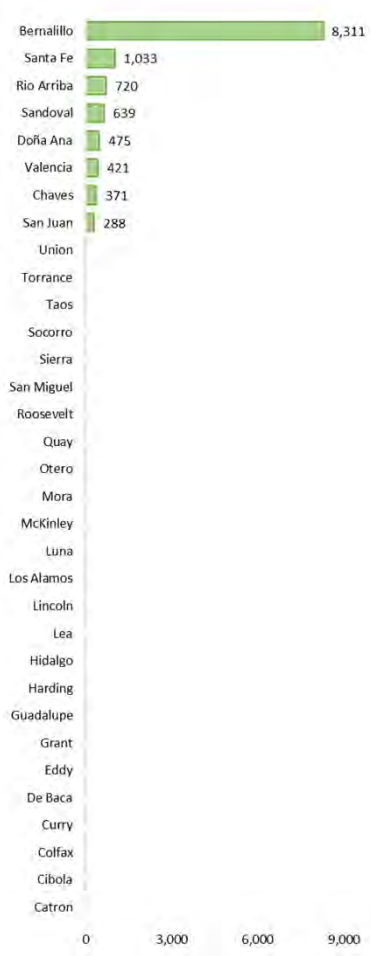 Bernalillo 8,311
Santa Fe 1,033
Rio Arriba 720
Sandoval 639
Doña Ana 475
Valencia 421
Chaves 371
San Juan 288
Union
Torrance
Taos
Socorro
Sierra
San Miguel
Roosevelt
Quay
Otero
Mora
McKinley
Luna
Los Alamos
Lincoln
Lea
Hidalgo
Harding
Guadalupe
Grant
Eddy
De Baca
Curry
Colfax
Cibola
Catron
0 3,000 6,000 9,000